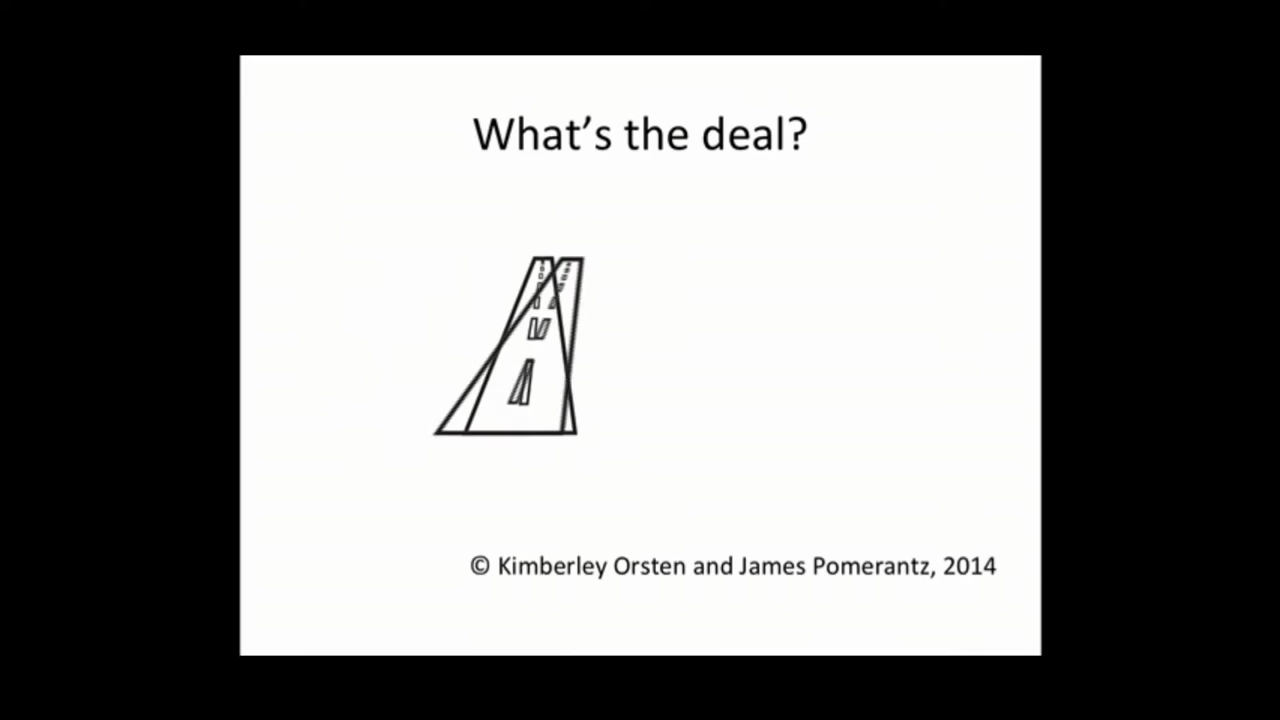 What’s the deal?
© Kimberley Orsten and James Pomerantz, 2014